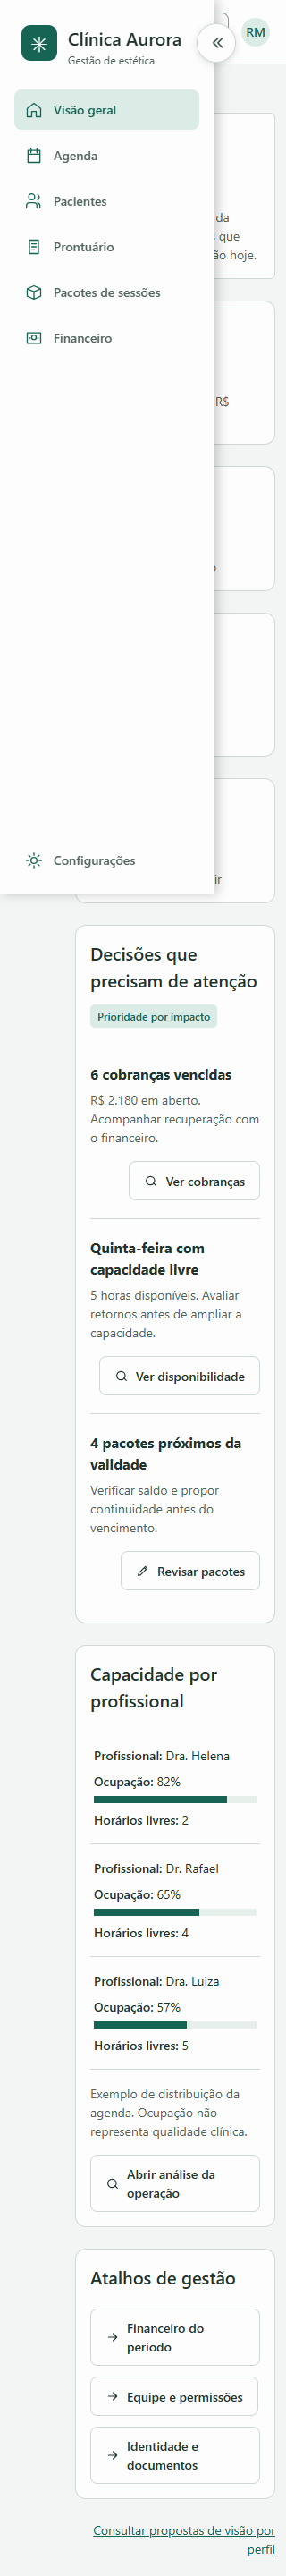 Clínica Aurora
Gestão de estética
RM
Visão geral
Agenda
Pacientes
Prontuário
Pacotes de sessões
Financeiro
da
que
ão hoje.
R$
ir
Configurações
Decisões que
precisam de atenção
Prioridade por impacto
6 cobranças vencidas
R$ 2.180 em aberto.
Acompanhar recuperação com
o financeiro.
Ver cobranças
Quinta-feira com
capacidade livre
5 horas disponíveis. Avaliar
retornos antes de ampliar a
capacidade.
Ver disponibilidade
4 pacotes próximos da
validade
Verificar saldo e propor
continuidade antes do
vencimento.
Revisar pacotes
Capacidade por
profissional
Profissional: Dra. Helena
Ocupação: 82%
Horários livres: 2
Profissional: Dr. Rafael
Ocupação: 65%
Horários livres: 4
Profissional: Dra. Luiza
Ocupação: 57%
Horários livres: 5
Exemplo de distribuição da
agenda. Ocupação não
representa qualidade clínica.
Abrir análise da
operação
Atalhos de gestão
Financeiro do
período
Equipe e permissões
Identidade e
documentos
Consultar propostas de visão por
perfil